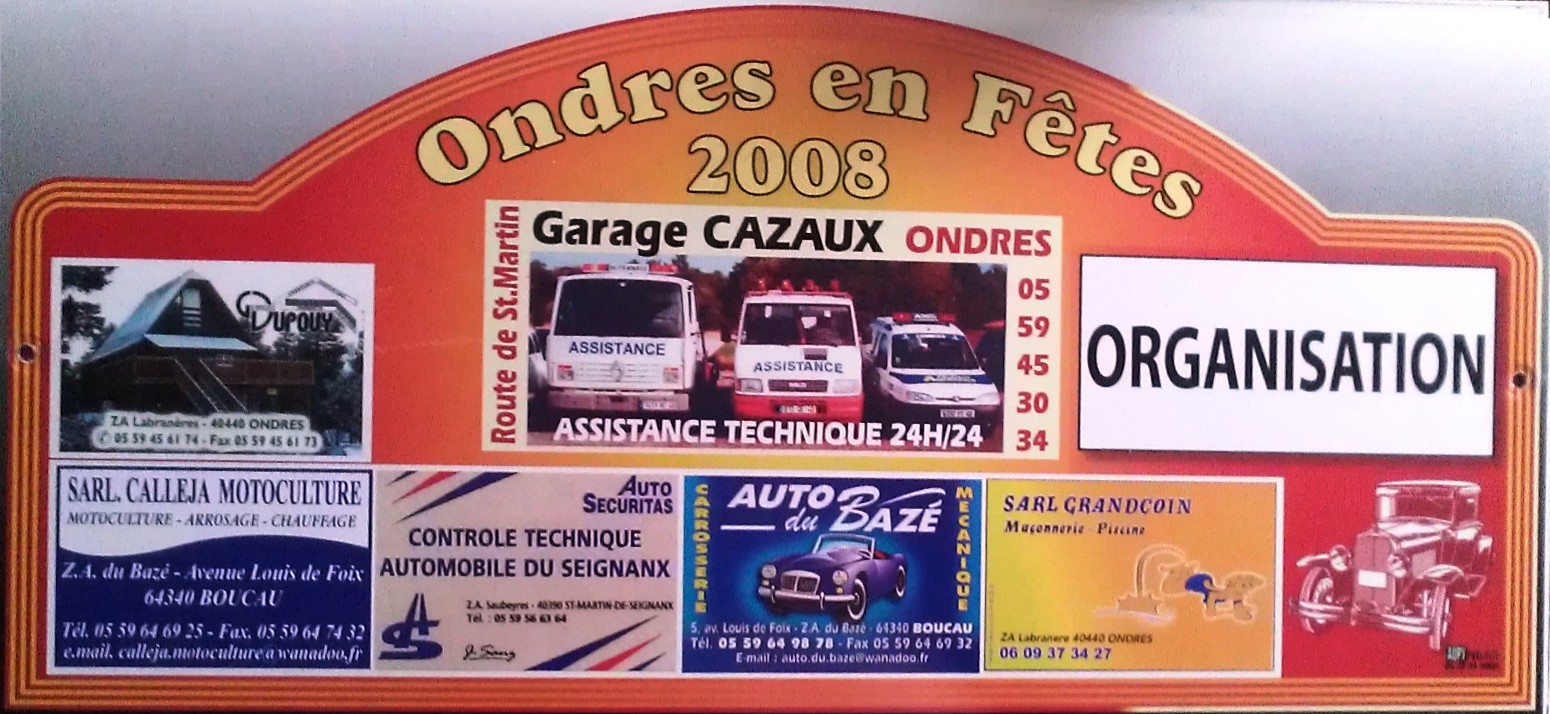 Ondres en Fêtes
2008
Route de St.Martin
Garage CAZAUX ONDRES
05
59
45
30
34
ASSISTANCE
ASSISTANCE
ASSISTANCE TECHNIQUE 24H/24
ORGANISATION
DUPOUY
ZA Labranères - 40440 ONDRES
✆ 05 59 45 61 74 - Fax 05 59 45 61 73
SARL. CALLEJA MOTOCULTURE
MOTOCULTURE - ARROSAGE - CHAUFFAGE
Z.A. du Bazé - Avenue Louis de Foix
64340 BOUCAU
Tél. 05 59 64 69 25 - Fax. 05 59 64 74 32
e.mail. calleja.motoculture@wanadoo.fr
AUTO
SECURITAS
CONTROLE TECHNIQUE
AUTOMOBILE DU SEIGNANX
AS
Z.A. Saubeyres - 40390 ST-MARTIN-DE-SEIGNANX
Tél. : 05 59 56 63 64
CARROSSERIE
AUTO
du BAZÉ
MECANIQUE
5, av. Louis de Foix - Z.A. du Bazé - 64340 BOUCAU
Tél. 05 59 64 98 78 - Fax 05 59 64 69 32
E-mail : auto.du.baze@wanadoo.fr
SARL GRANDCOIN
Maçonnerie - Piscine
ZA Labranere 40440 ONDRES
06 09 37 34 27